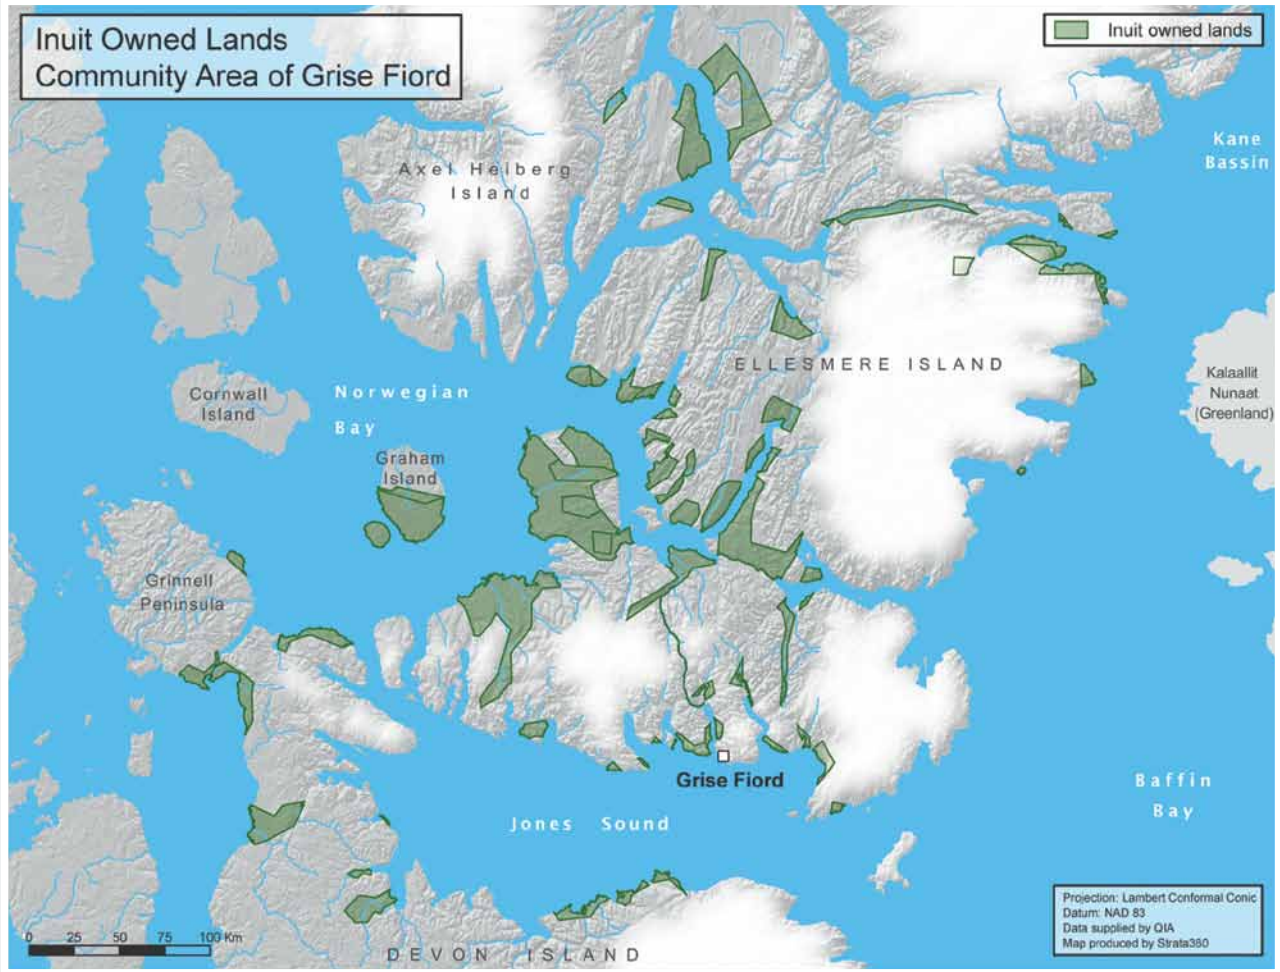 Inuit Owned Lands
Community Area of Grise Fiord
Inuit owned lands
Kane
Bassin
Axel Heiberg
Island
ELLESMERE ISLAND
Kalaallit
Nunaat
(Greenland)
Cornwall
Island
Norwegian
Bay
Graham
Island
Grinnell
Peninsula
Grise Fiord
Baffin
Bay
Jones Sound
Projection: Lambert Conformal Conic
Datum: NAD 83
Data supplied by QIA
Map produced by Strata360
0 25 50 75 100 Km
DEVON ISLAND